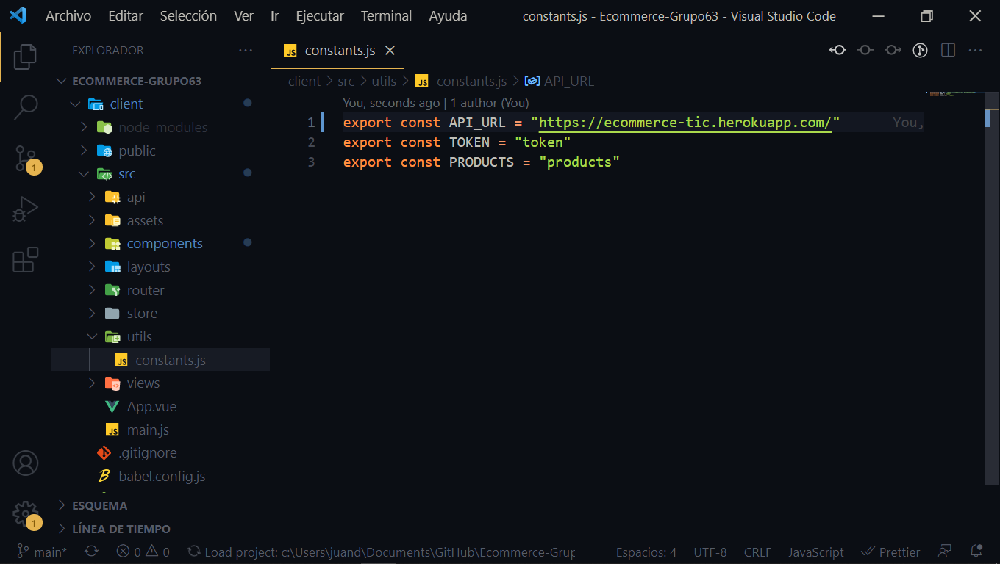 Archivo Editar Selección Ver Ir Ejecutar Terminal Ayuda constants.js - Ecommerce-Grupo63 - Visual Studio Code
EXPLORADOR
constants.js
ECOMMERCE-GRUPO63
client
node_modules
public
src
api
assets
components
layouts
router
store
utils
constants.js
views
App.vue
main.js
.gitignore
babel.config.js
ESQUEMA
LÍNEA DE TIEMPO
client > src > utils > constants.js > API_URL
You, seconds ago | 1 author (You)
1 export const API_URL = "https://ecommerce-tic.herokuapp.com/" You,
2 export const TOKEN = "token"
3 export const PRODUCTS = "products"
1
1
main* 0 0 Load project: c:\Users\juand\Documents\GitHub\Ecommerce-Grup Espacios: 4 UTF-8 CRLF JavaScript Prettier